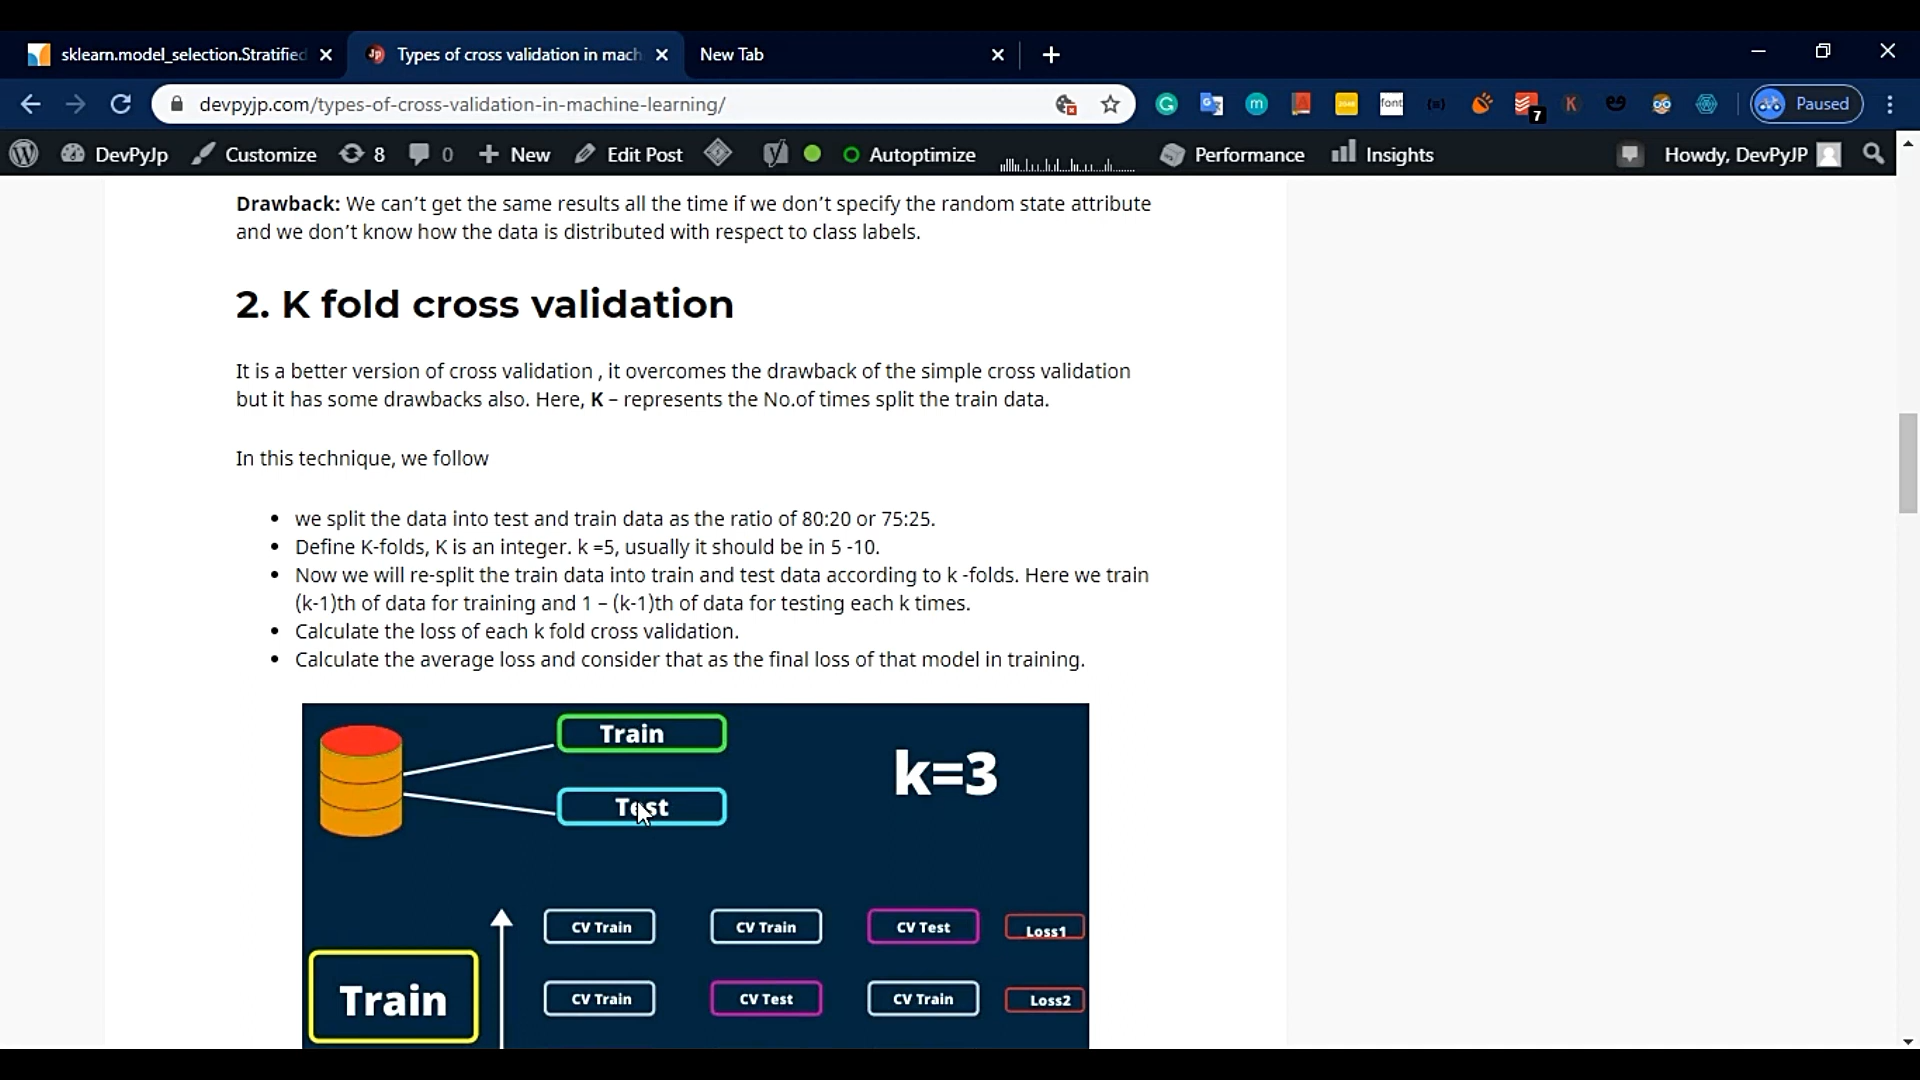 sklearn.model_selection.Stratified
Types of cross validation in mach
New Tab
devpyjp.com/types-of-cross-validation-in-machine-learning/
font
7
K
Paused
DevPyJp
Customize
8
0
New
Edit Post
Autoptimize
Performance
Insights
Howdy, DevPyJP
Drawback: We can’t get the same results all the time if we don’t specify the random state attribute
and we don’t know how the data is distributed with respect to class labels.
2. K fold cross validation
It is a better version of cross validation , it overcomes the drawback of the simple cross validation
but it has some drawbacks also. Here, K – represents the No.of times split the train data.
In this technique, we follow
we split the data into test and train data as the ratio of 80:20 or 75:25.
Define K-folds, K is an integer. k =5, usually it should be in 5 -10.
Now we will re-split the train data into train and test data according to k -folds. Here we train
(k-1)th of data for training and 1 – (k-1)th of data for testing each k times.
Calculate the loss of each k fold cross validation.
Calculate the average loss and consider that as the final loss of that model in training.
Train
k=3
Test
CV Train CV Train CV Test Loss1
Train
CV Train CV Test CV Train Loss2